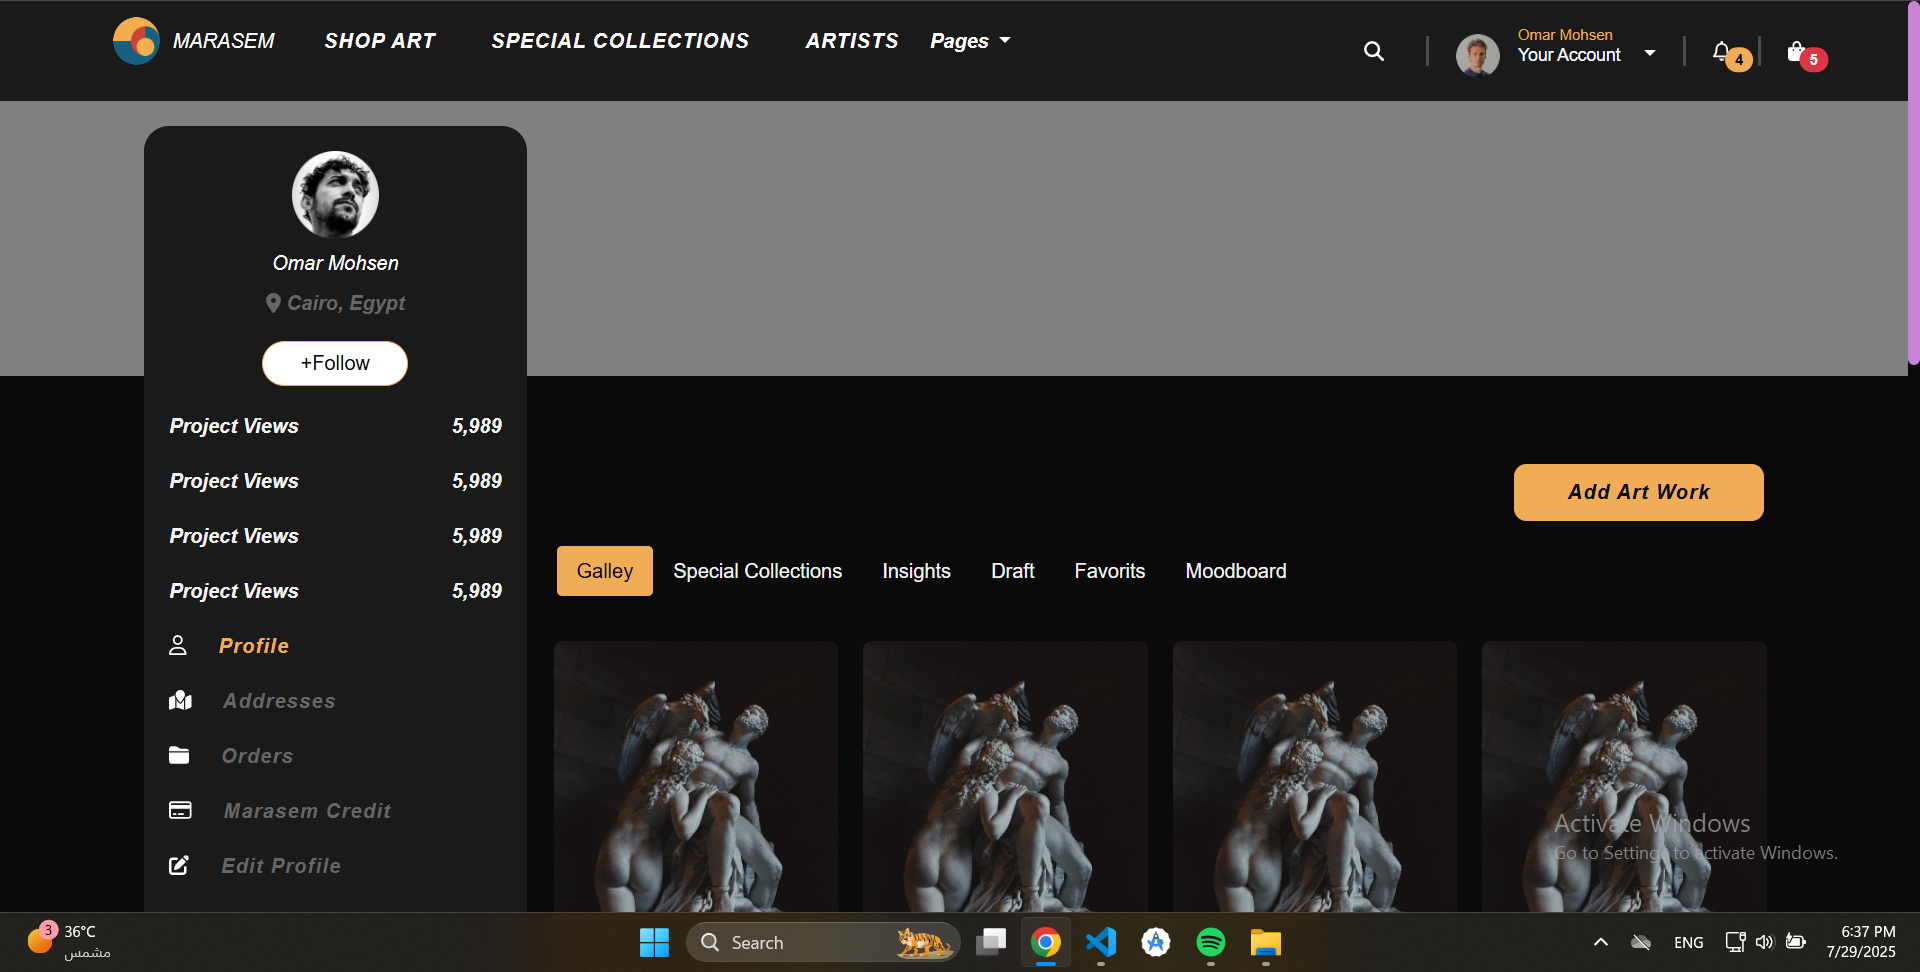 MARASEM
SHOP ART
SPECIAL COLLECTIONS
ARTISTS
Pages
Omar Mohsen
Your Account
4
5
Omar Mohsen
Cairo, Egypt
+Follow
Project Views 5,989
Project Views 5,989
Project Views 5,989
Project Views 5,989
Profile
Addresses
Orders
Marasem Credit
Edit Profile
Add Art Work
Galley
Special Collections
Insights
Draft
Favorits
Moodboard
Activate Windows
Go to Settings to activate Windows.
3
36°C
مشمس
Search
ENG
6:37 PM
7/29/2025